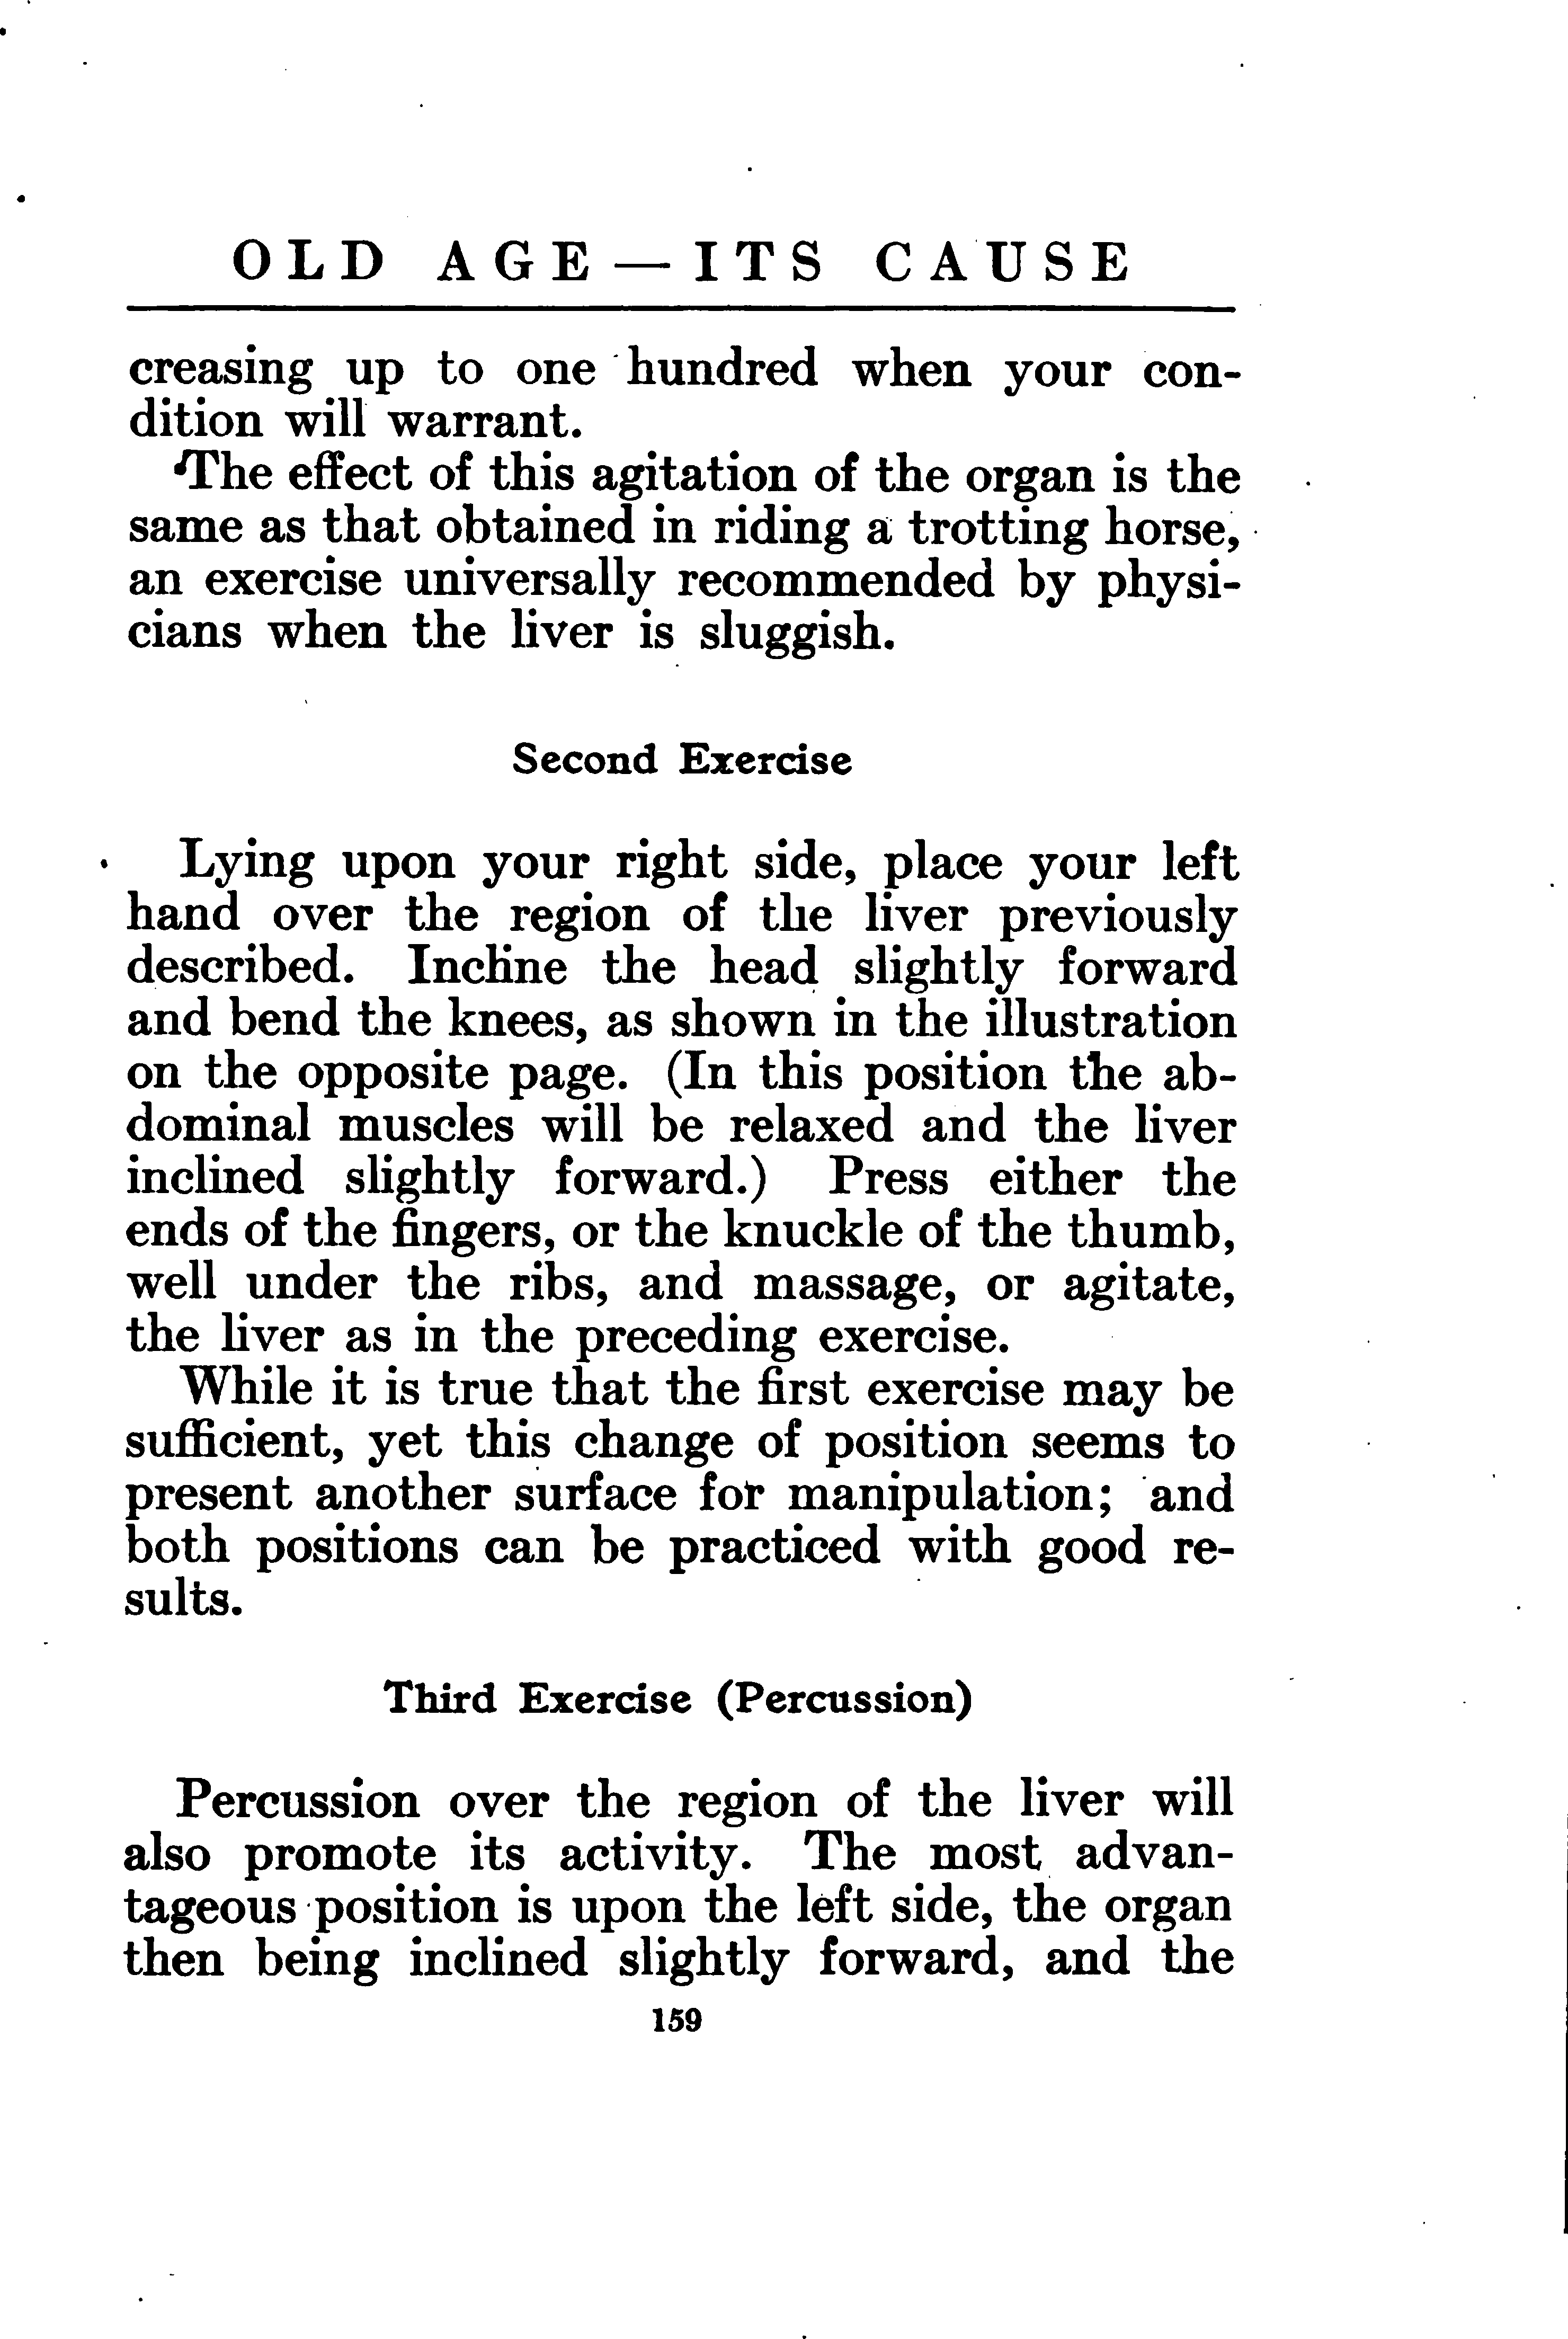 OLD AGE—ITS CAUSE
creasing up to one hundred when your con-
dition will warrant.
The effect of this agitation of the organ is the
same as that obtained in riding a trotting horse,
an exercise universally recommended by physi-
cians when the liver is sluggish.
Second Exercise
Lying upon your right side, place your left
hand over the region of the liver previously
described. Incline the head slightly forward
and bend the knees, as shown in the illustration
on the opposite page. (In this position the ab-
dominal muscles will be relaxed and the liver
inclined slightly forward.) Press either the
ends of the fingers, or the knuckle of the thumb,
well under the ribs, and massage, or agitate,
the liver as in the preceding exercise.
While it is true that the first exercise may be
sufficient, yet this change of position seems to
present another surface for manipulation; and
both positions can be practiced with good re-
sults.
Third Exercise (Percussion)
Percussion over the region of the liver will
also promote its activity. The most advan-
tageous position is upon the left side, the organ
then being inclined slightly forward, and the
159